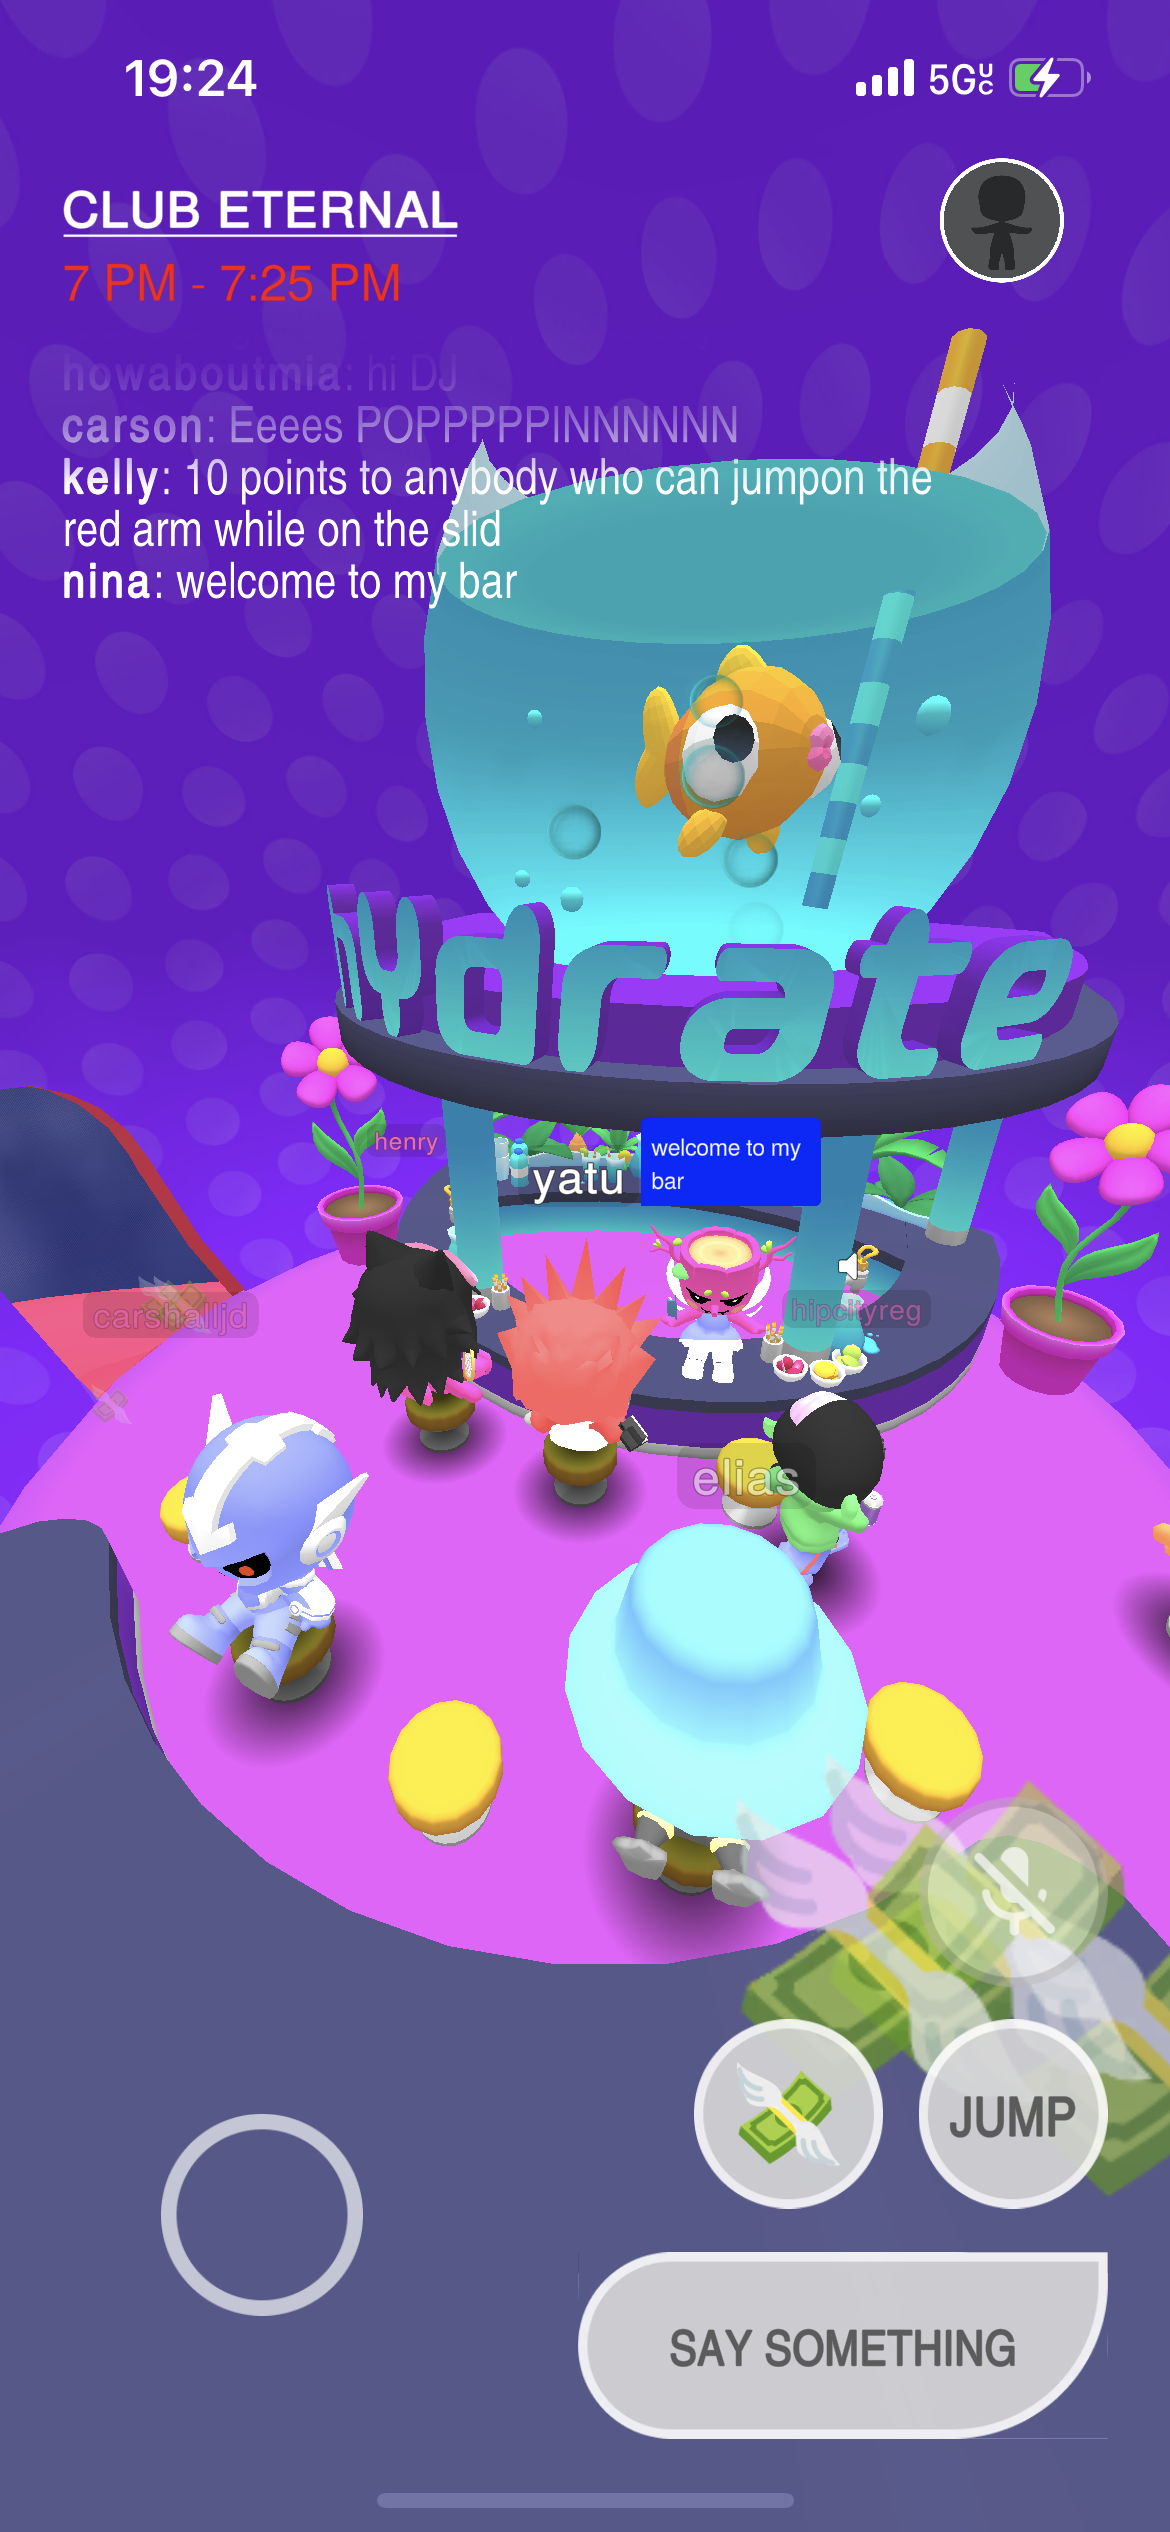 19:24
5GUC
CLUB ETERNAL
7 PM - 7:25 PM
howaboutmia: hi DJ
carson: Eeees POPPPPPINNNNNN
kelly: 10 points to anybody who can jumpon the
red arm while on the slid
nina: welcome to my bar
hydrate
henry
welcome to my
bar
yatu
carshalljd
hipcityreg
elias
JUMP
SAY SOMETHING